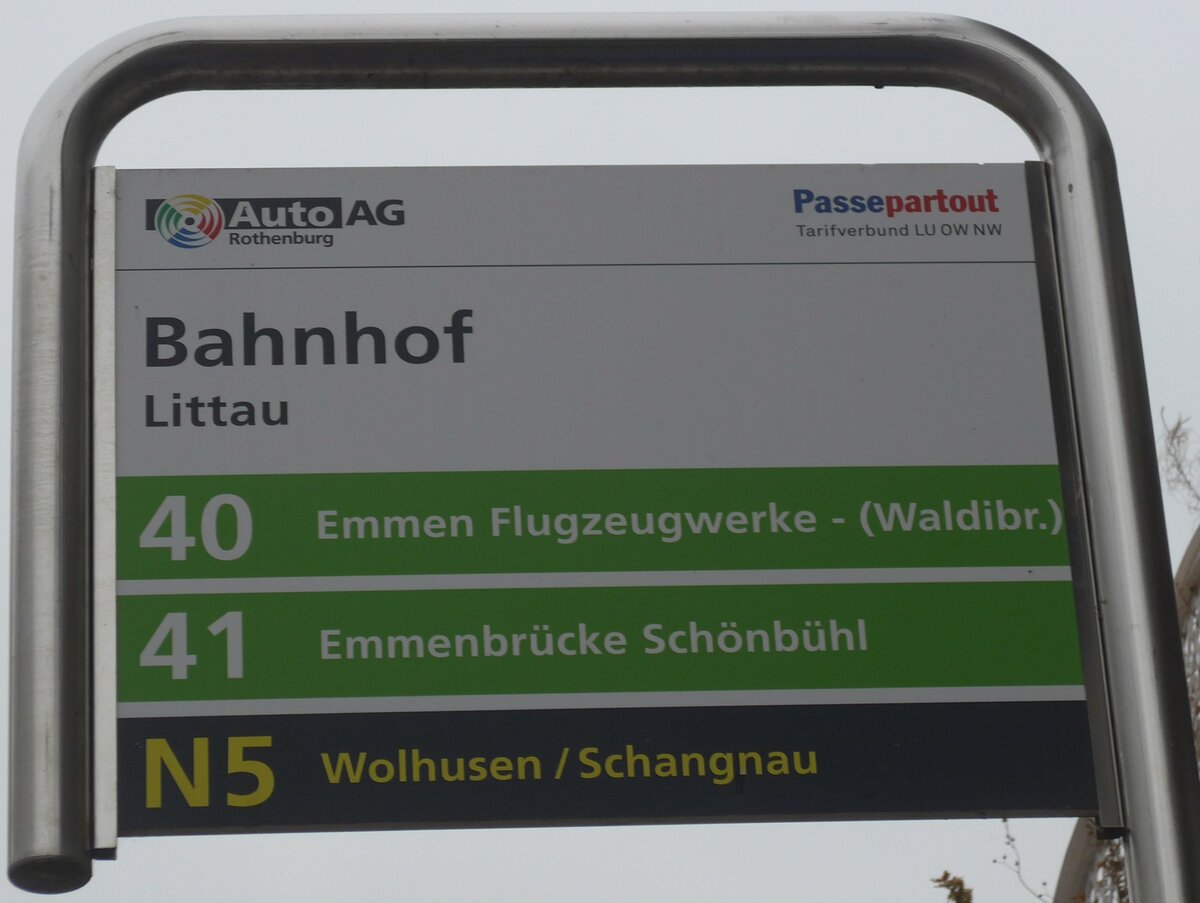 Auto AG
Rothenburg
Passepartout
Tarifverbund LU OW NW
Bahnhof
Littau
40 Emmen Flugzeugwerke - (Waldibr.)
41 Emmenbrücke Schönbühl
N5 Wolhusen / Schangnau